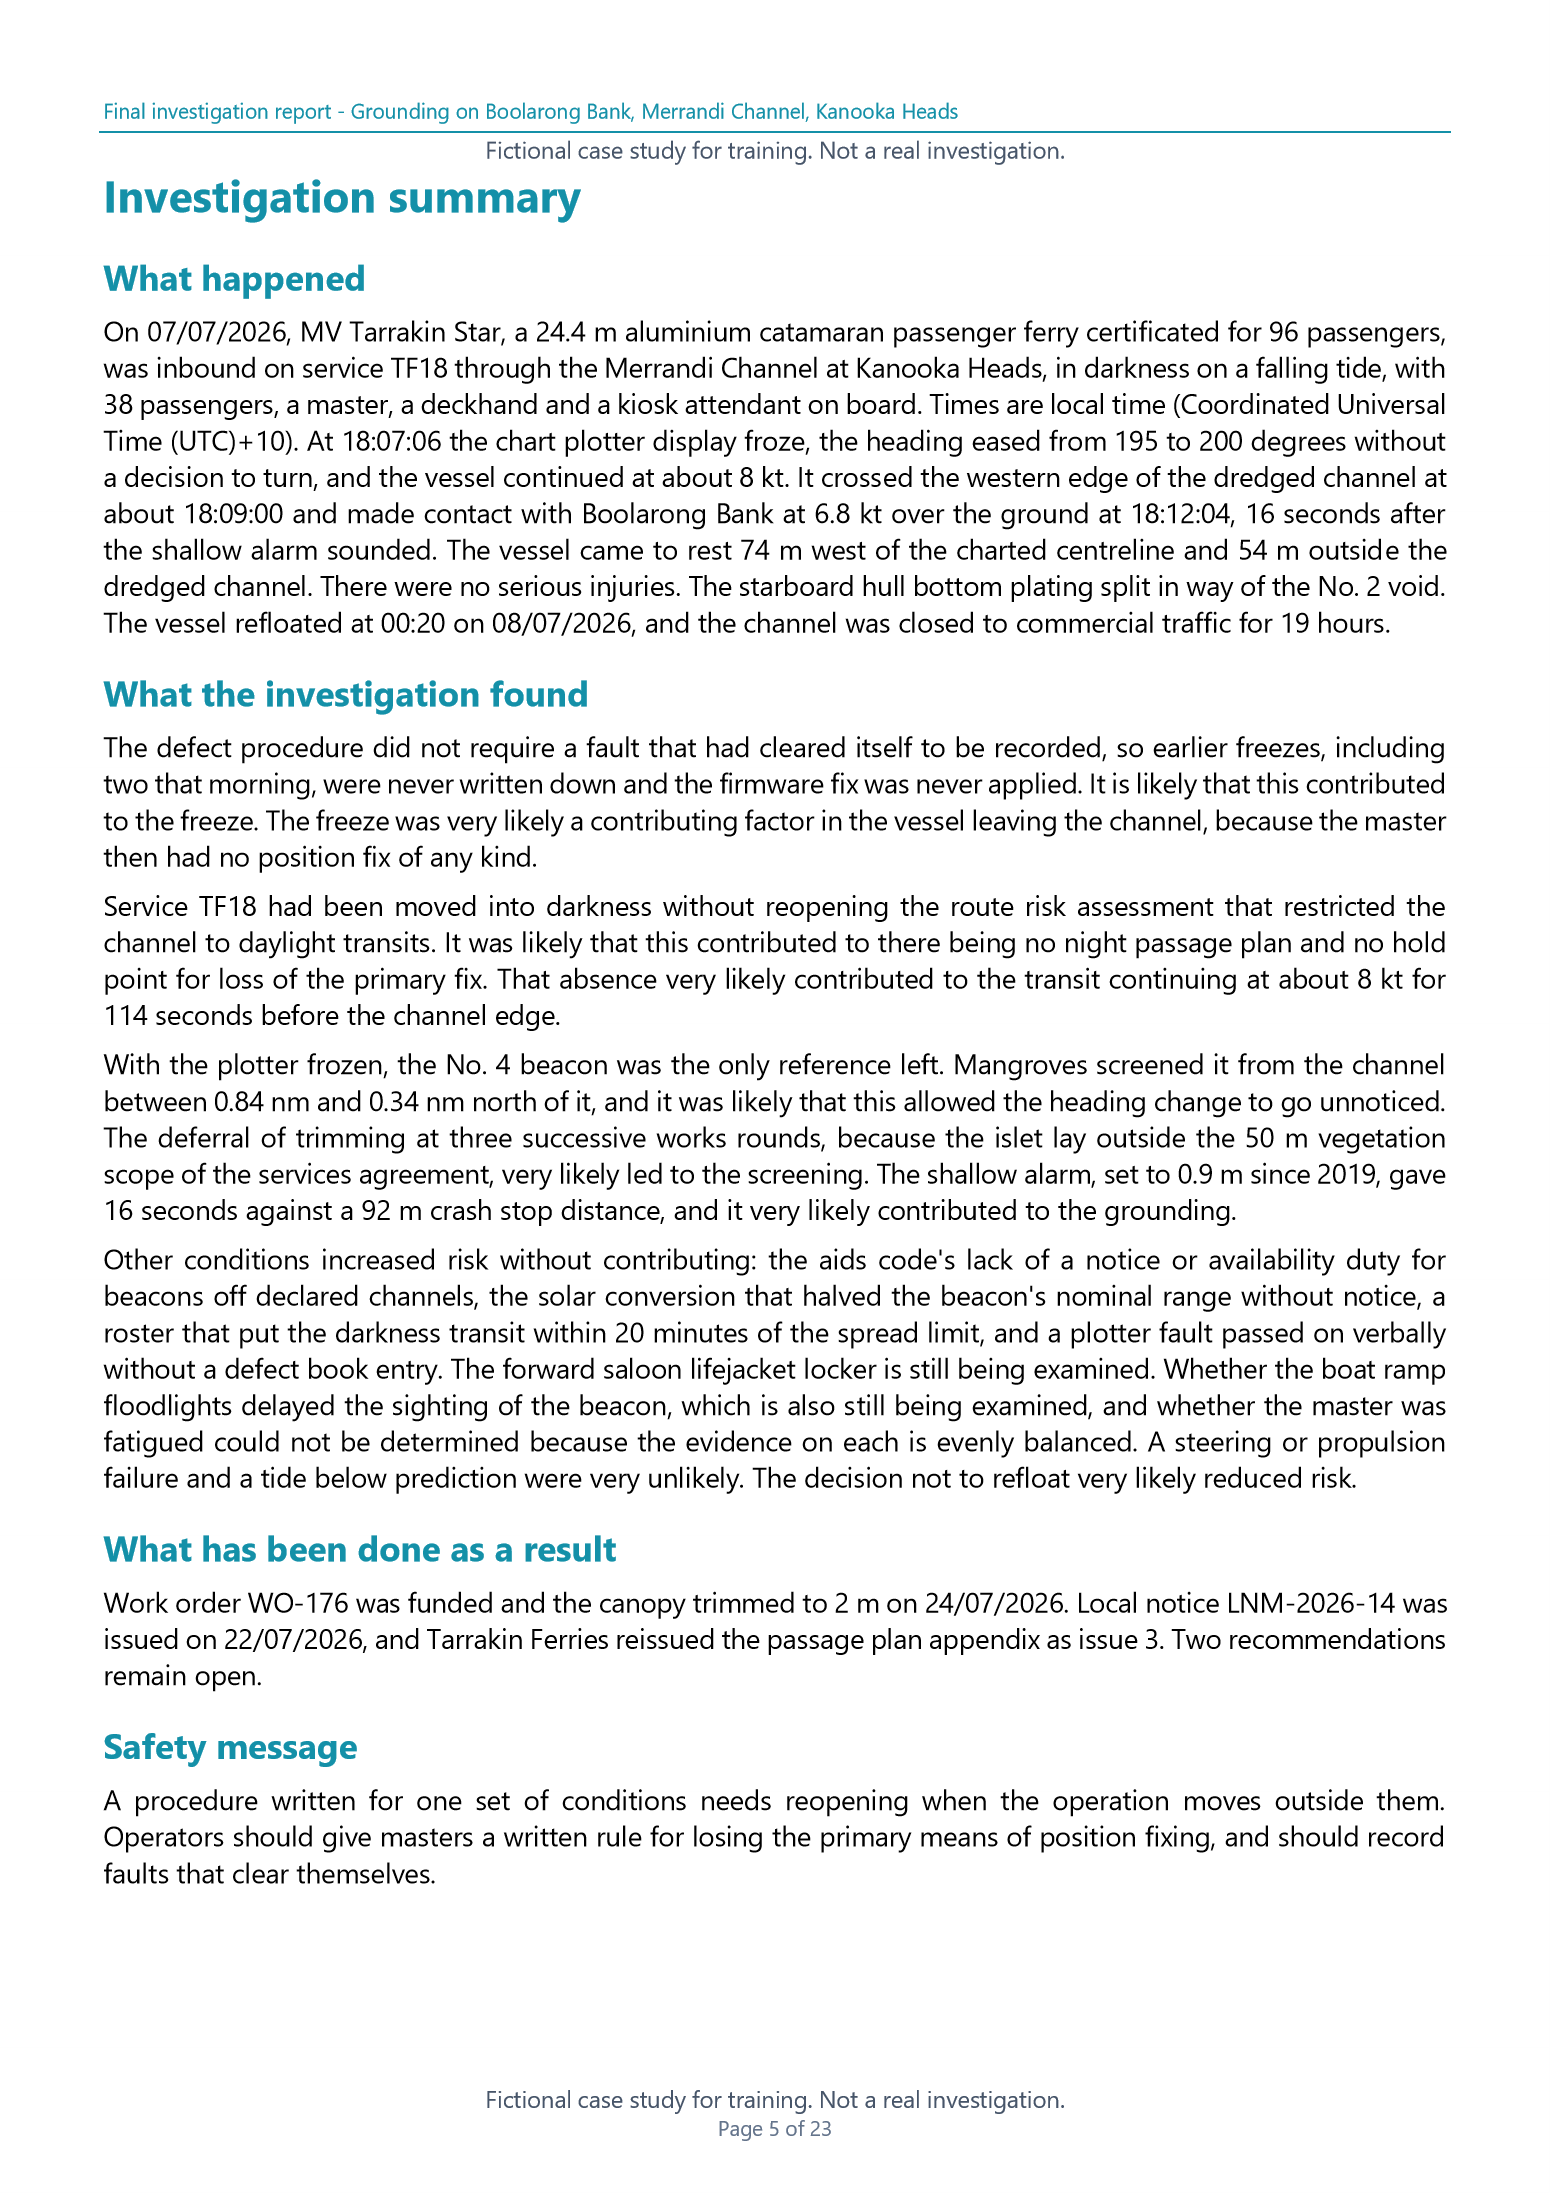 Final investigation report - Grounding on Boolarong Bank, Merrandi Channel, Kanooka Heads
Fictional case study for training. Not a real investigation.
Investigation summary
What happened
On 07/07/2026, MV Tarrakin Star, a 24.4 m aluminium catamaran passenger ferry certificated for 96 passengers,
was inbound on service TF18 through the Merrandi Channel at Kanooka Heads, in darkness on a falling tide, with
38 passengers, a master, a deckhand and a kiosk attendant on board. Times are local time (Coordinated Universal
Time (UTC)+10). At 18:07:06 the chart plotter display froze, the heading eased from 195 to 200 degrees without
a decision to turn, and the vessel continued at about 8 kt. It crossed the western edge of the dredged channel at
about 18:09:00 and made contact with Boolarong Bank at 6.8 kt over the ground at 18:12:04, 16 seconds after
the shallow alarm sounded. The vessel came to rest 74 m west of the charted centreline and 54 m outside the
dredged channel. There were no serious injuries. The starboard hull bottom plating split in way of the No. 2 void.
The vessel refloated at 00:20 on 08/07/2026, and the channel was closed to commercial traffic for 19 hours.
What the investigation found
The defect procedure did not require a fault that had cleared itself to be recorded, so earlier freezes, including
two that morning, were never written down and the firmware fix was never applied. It is likely that this contributed
to the freeze. The freeze was very likely a contributing factor in the vessel leaving the channel, because the master
then had no position fix of any kind.
Service TF18 had been moved into darkness without reopening the route risk assessment that restricted the
channel to daylight transits. It was likely that this contributed to there being no night passage plan and no hold
point for loss of the primary fix. That absence very likely contributed to the transit continuing at about 8 kt for
114 seconds before the channel edge.
With the plotter frozen, the No. 4 beacon was the only reference left. Mangroves screened it from the channel
between 0.84 nm and 0.34 nm north of it, and it was likely that this allowed the heading change to go unnoticed.
The deferral of trimming at three successive works rounds, because the islet lay outside the 50 m vegetation
scope of the services agreement, very likely led to the screening. The shallow alarm, set to 0.9 m since 2019, gave
16 seconds against a 92 m crash stop distance, and it very likely contributed to the grounding.
Other conditions increased risk without contributing: the aids code's lack of a notice or availability duty for
beacons off declared channels, the solar conversion that halved the beacon's nominal range without notice, a
roster that put the darkness transit within 20 minutes of the spread limit, and a plotter fault passed on verbally
without a defect book entry. The forward saloon lifejacket locker is still being examined. Whether the boat ramp
floodlights delayed the sighting of the beacon, which is also still being examined, and whether the master was
fatigued could not be determined because the evidence on each is evenly balanced. A steering or propulsion
failure and a tide below prediction were very unlikely. The decision not to refloat very likely reduced risk.
What has been done as a result
Work order WO-176 was funded and the canopy trimmed to 2 m on 24/07/2026. Local notice LNM-2026-14 was
issued on 22/07/2026, and Tarrakin Ferries reissued the passage plan appendix as issue 3. Two recommendations
remain open.
Safety message
A procedure written for one set of conditions needs reopening when the operation moves outside them.
Operators should give masters a written rule for losing the primary means of position fixing, and should record
faults that clear themselves.
Fictional case study for training. Not a real investigation.
Page 5 of 23